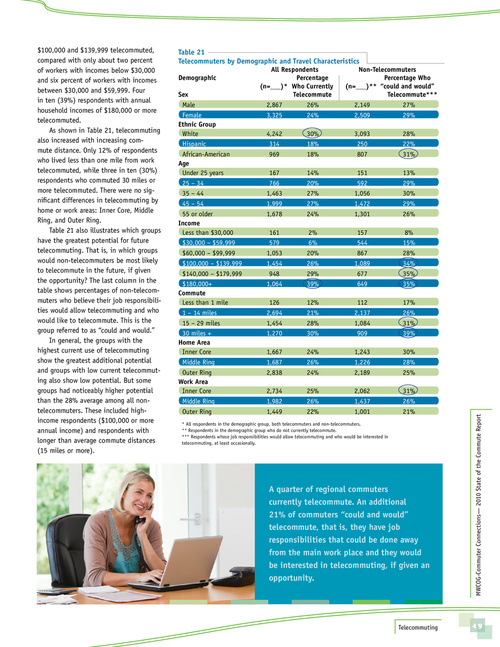 $100,000 and $139,999 telecommuted,
compared with only about two percent
of workers with incomes below $30,000
and six percent of workers with incomes
between $30,000 and $59,999. Four
in ten (39%) respondents with annual
household incomes of $180,000 or more
telecommuted.
As shown in Table 21, telecommuting
also increased with increasing com-
mute distance. Only 12% of respondents
who lived less than one mile from work
telecommuted, while three in ten (30%)
respondents who commuted 30 miles or
more telecommuted. There were no sig-
nificant differences in telecommuting by
home or work areas: Inner Core, Middle
Ring, and Outer Ring.
Table 21 also illustrates which groups
have the greatest potential for future
telecommuting. That is, in which groups
would non-telecommuters be most likely
to telecommute in the future, if given
the opportunity? The last column in the
table shows percentages of non-telecom-
muters who believe their job responsibili-
ties would allow telecommuting and who
would like to telecommute. This is the
group referred to as "could and would."
In general, the groups with the
highest current use of telecommuting
show the greatest additional potential
and groups with low current telecommut-
ing also show low potential. But some
groups had noticeably higher potential
than the 28% average among all non-
telecommuters. These included high-
income respondents ($100,000 or more
annual income) and respondents with
longer than average commute distances
(15 miles or more).
Table 21
Telecommuters by Demographic and Travel Characteristics
All Respondents Non-Telecommuters
Demographic Percentage Percentage Who
(n=__)* Who Currently (n=__)** "could and would"
Sex Telecommute Telecommute***
Male 2,867 26% 2,149 27%
Female 3,325 24% 2,509 29%
Ethnic Group
White 4,242 30% 3,093 28%
Hispanic 314 18% 250 22%
African-American 969 18% 807 31%
Age
Under 25 years 167 14% 151 13%
25 – 34 766 20% 592 29%
35 – 44 1,463 27% 1,056 30%
45 – 54 1,999 27% 1,472 29%
55 or older 1,678 24% 1,301 26%
Income
Less than $30,000 161 2% 157 8%
$30,000 – $59,999 579 6% 544 15%
$60,000 – $99,999 1,053 20% 867 28%
$100,000 – $139,999 1,454 26% 1,089 34%
$140,000 – $179,999 948 29% 677 35%
$180,000+ 1,064 39% 649 35%
Commute
Less than 1 mile 126 12% 112 17%
1 – 14 miles 2,694 21% 2,137 26%
15 – 29 miles 1,454 28% 1,084 31%
30 miles + 1,270 30% 909 39%
Home Area
Inner Core 1,667 24% 1,243 30%
Middle Ring 1,687 26% 1,226 28%
Outer Ring 2,838 24% 2,189 25%
Work Area
Inner Core 2,734 25% 2,062 31%
Middle Ring 1,982 26% 1,437 26%
Outer Ring 1,449 22% 1,001 21%
* All respondents in the demographic group, both telecommuters and non-telecommuters.
** Respondents in the demographic group who do not currently telecommute.
*** Respondents whose job responsibilities would allow telecommuting and who would be interested in
telecommuting, at least occasionally.
A quarter of regional commuters
currently telecommute. An additional
21% of commuters "could and would"
telecommute, that is, they have job
responsibilities that could be done away
from the main work place and they would
be interested in telecommuting, if given an
opportunity.
MWCOG-Commuter Connections— 2010 State of the Commute Report
Telecommuting 49